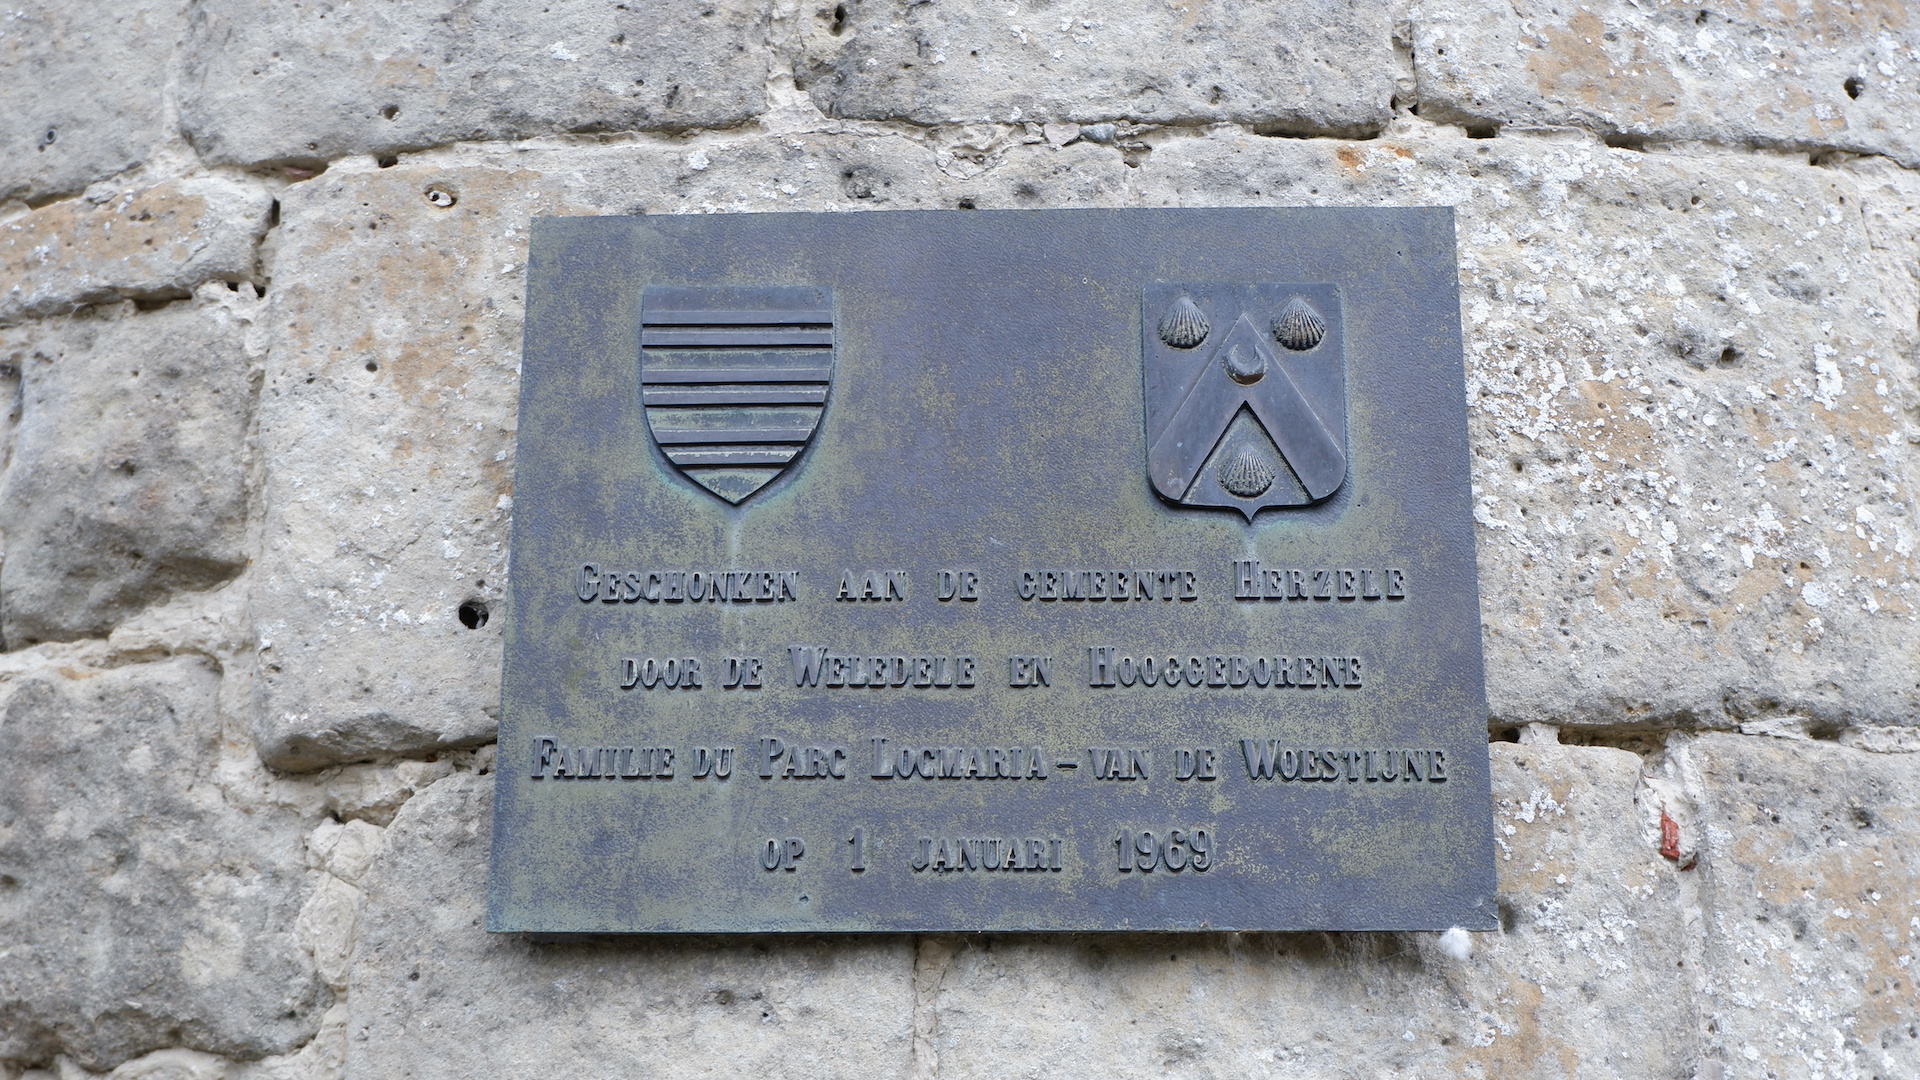 Geschonken aan de gemeente Herzele
door de Weledele en Hooggeborene
Familie du Parc Locmaria – van de Woestijne
op 1 januari 1969